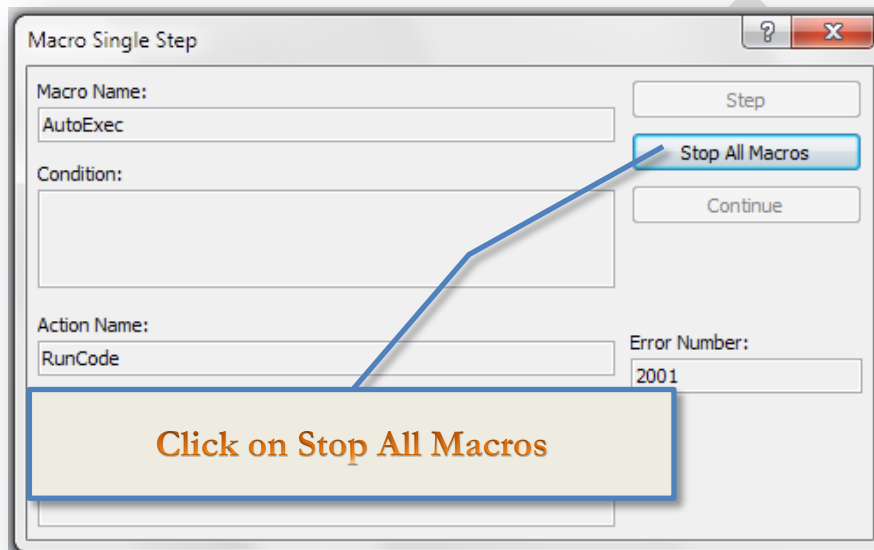 Macro Single Step
Macro Name:
AutoExec
Step
Stop All Macros
Condition:
Continue
Action Name:
RunCode
Error Number:
2001
Click on Stop All Macros